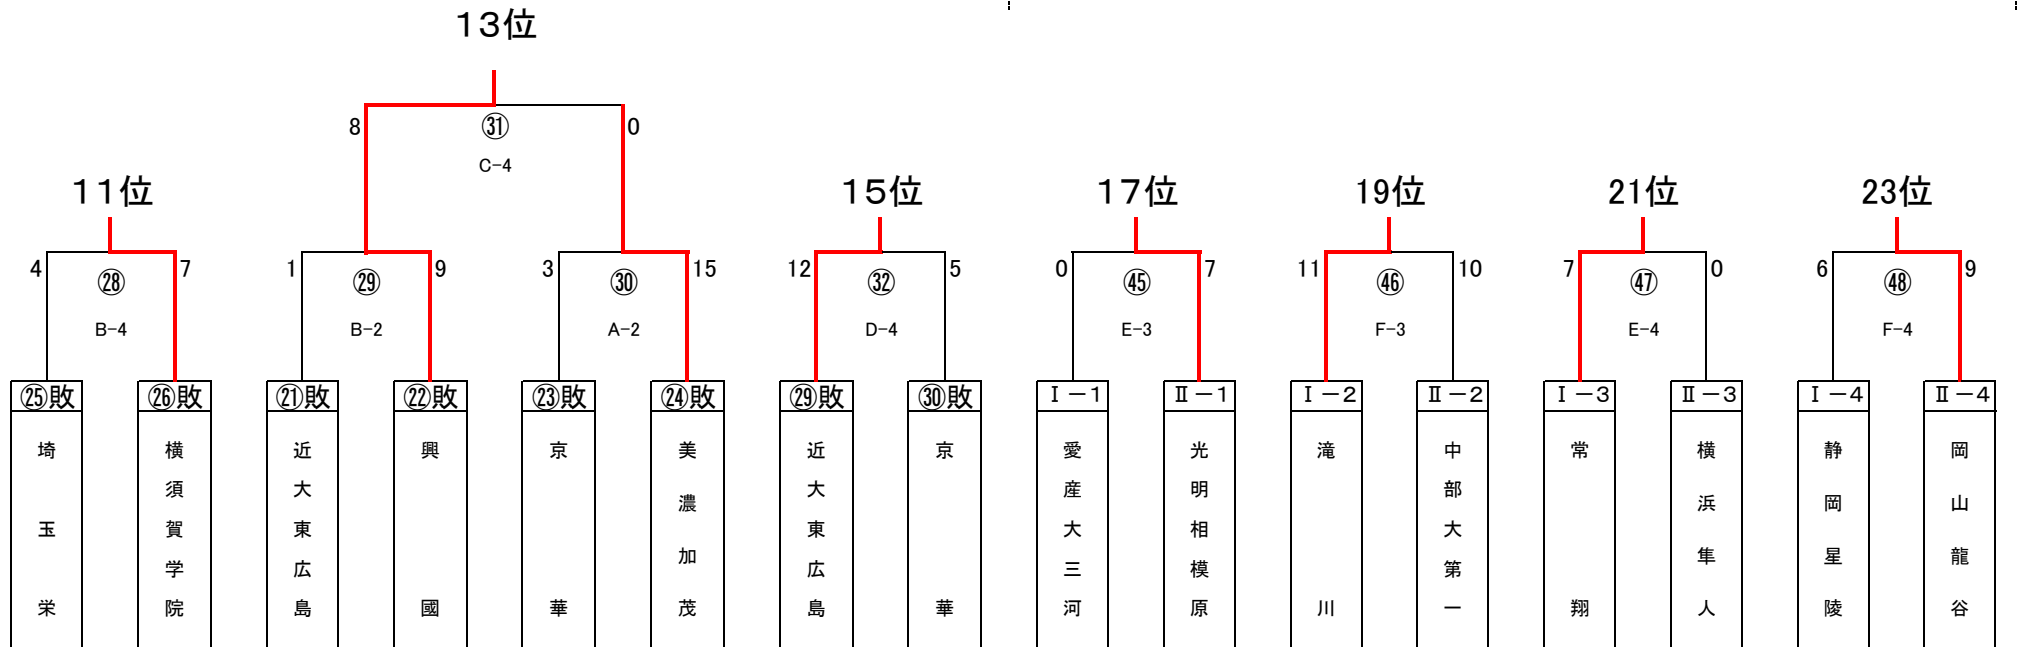 13位
8 ㉛ 0
C-4
11位 15位 17位 19位 21位 23位
4 ㉘ 7 1 ㉙ 9 3 ㉚ 15 12 ㉜ 5 0 ㊺ 7 11 ㊻ 10 7 ㊼ 0 6 ㊽ 9
B-4 B-2 A-2 D-4 E-3 F-3 E-4 F-4
㉕敗 ㉖敗 ㉑敗 ㉒敗 ㉓敗 ㉔敗 ㉙敗 ㉚敗 Ⅰ-1 Ⅱ-1 Ⅰ-2 Ⅱ-2 Ⅰ-3 Ⅱ-3 Ⅰ-4 Ⅱ-4
埼玉栄
横須賀学院
近大東広島
興國
京華
美濃加茂
近大東広島
京華
愛産大三河
光明相模原
滝川
中部大第一
常翔
横浜隼人
静岡星陵
岡山龍谷